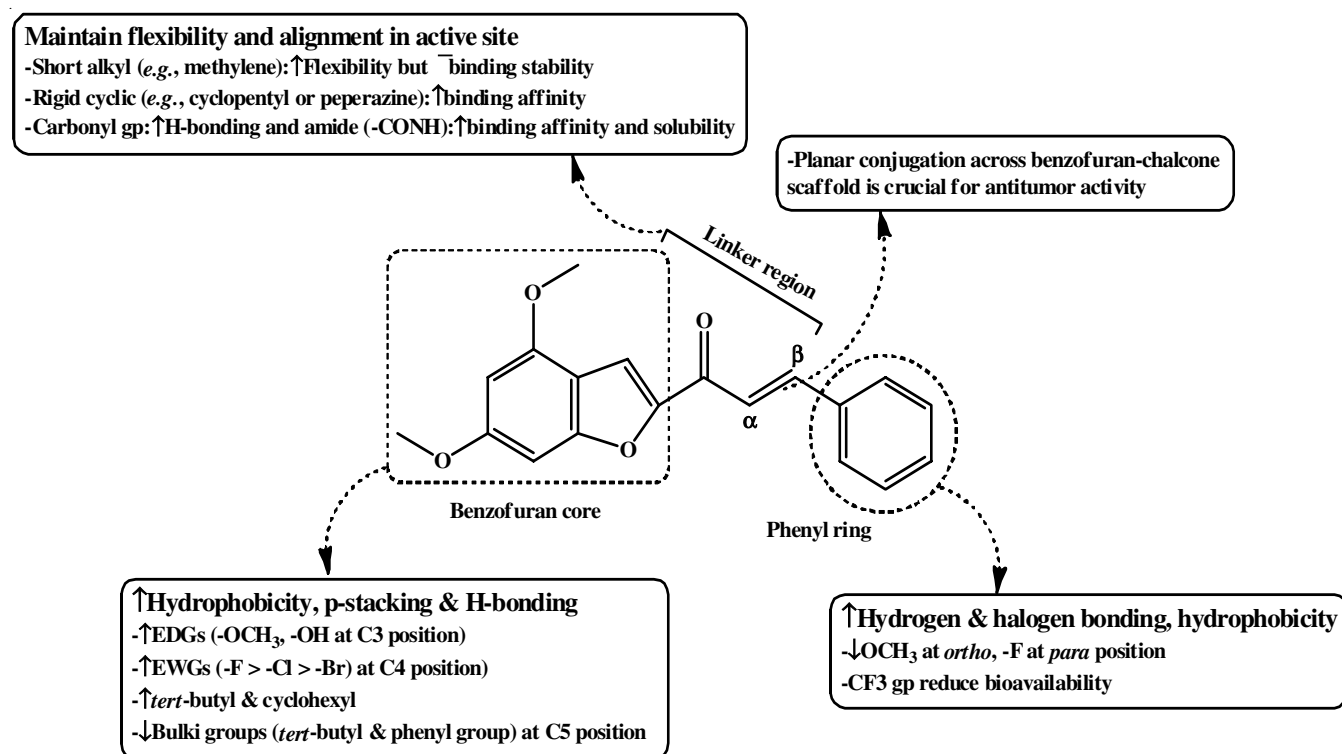 Maintain flexibility and alignment in active site
-Short alkyl (e.g., methylene):↑Flexibility but ¯binding stability
-Rigid cyclic (e.g., cyclopentyl or peperazine):↑binding affinity
-Carbonyl gp:↑H-bonding and amide (-CONH):↑binding affinity and solubility
-Planar conjugation across benzofuran-chalcone
scaffold is crucial for antitumor activity
Linker region
O
O
β
α
O
O
Benzofuran core
Phenyl ring
↑Hydrophobicity, p-stacking & H-bonding
-↑EDGs (-OCH₃, -OH at C3 position)
-↑EWGs (-F > -Cl > -Br) at C4 position)
-↑tert-butyl & cyclohexyl
-↓Bulki groups (tert-butyl & phenyl group) at C5 position
↑Hydrogen & halogen bonding, hydrophobicity
-↓OCH₃ at ortho, -F at para position
-CF3 gp reduce bioavailability